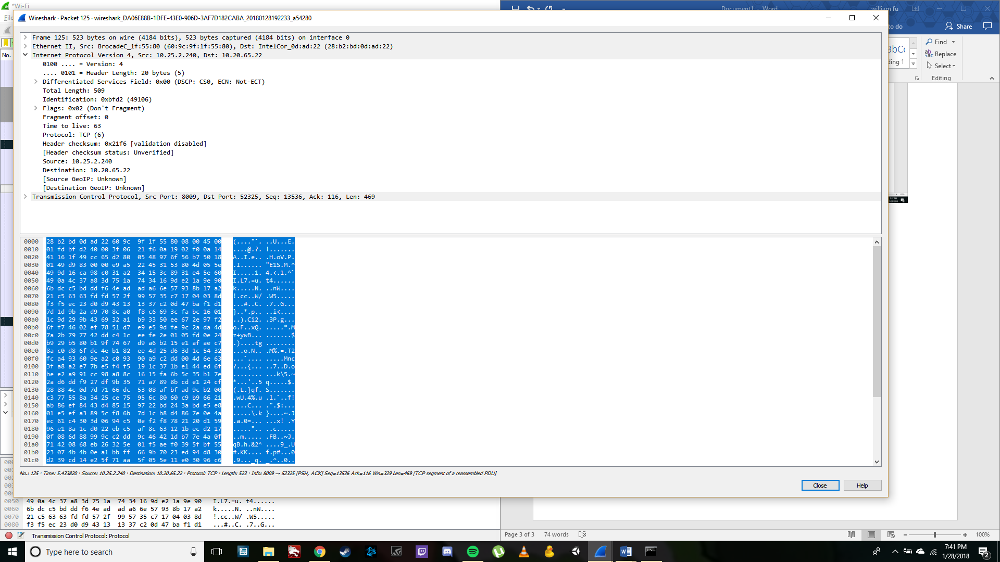 *Wi-Fi
Document1 - Word
william fu
File
to do
Share
Wireshark · Packet 125 · wireshark_DA06E88B-1DFE-43E0-906D-3AF7D182CABA_20180128192233_a54280
No.
Find
Replace
Select
Editing
Frame 125: 523 bytes on wire (4184 bits), 523 bytes captured (4184 bits) on interface 0
Ethernet II, Src: BrocadeC_1f:55:80 (60:9c:9f:1f:55:80), Dst: IntelCor_0d:ad:22 (28:b2:bd:0d:ad:22)
Internet Protocol Version 4, Src: 10.25.2.240, Dst: 10.20.65.22
0100 .... = Version: 4
.... 0101 = Header Length: 20 bytes (5)
Differentiated Services Field: 0x00 (DSCP: CS0, ECN: Not-ECT)
Total Length: 509
Identification: 0xbfd2 (49106)
Flags: 0x02 (Don't Fragment)
Fragment offset: 0
Time to live: 63
Protocol: TCP (6)
Header checksum: 0x21f6 [validation disabled]
[Header checksum status: Unverified]
Source: 10.25.2.240
Destination: 10.20.65.22
[Source GeoIP: Unknown]
[Destination GeoIP: Unknown]
Transmission Control Protocol, Src Port: 8009, Dst Port: 52325, Seq: 13536, Ack: 116, Len: 469
0000 28 b2 bd 0d ad 22 60 9c 9f 1f 55 80 08 00 45 00 (...."`. ..U...E.
0010 01 fd bf d2 40 00 3f 06 21 f6 0a 19 02 f0 0a 14 ....@.?. !.......
0020 41 16 1f 49 cc 65 d2 80 05 48 97 6f 56 b7 50 18 A..I.e.. .H.oV.P.
0030 01 49 d9 83 00 00 e9 a5 22 45 31 53 80 4d 05 5e .I...... "E1S.M.^
0040 49 9d 16 ca 98 c0 31 a2 34 15 3c 89 31 e4 5e 60 I.....1. 4.<.1.^`
0050 49 0a 4c 37 a8 3d 75 1a 74 34 16 9d e2 1a 9e 90 I.L7.=u. t4......
0060 6b dc c5 bd dd f6 4e ad ad a6 6e 57 93 8b 17 a2 k.....N. ..nW....
0070 21 c5 63 63 fd fd 57 2f 99 57 35 c7 17 04 03 8d !.cc..W/ .W5.....
0080 f3 f5 ec 23 d0 d9 43 13 13 37 c2 0d 47 ba f1 d1 ...#..C. .7..G...
0090 7d 1d 9b 2a d9 70 8c a0 f8 c6 69 3c fa bc 16 01 }..*.p.. ..i<....
00a0 1c 9d 29 9b 43 69 32 a1 b9 33 50 ee 67 2e 97 f2 ..).Ci2. .3P.g...
00b0 6f f7 46 02 ef 78 51 d7 e9 e5 9d fe 9c 2a da 4d o.F..xQ. .....*.M
00c0 7a 2b 79 77 42 dd c4 1c ee fe 2e 01 05 fd 0e 24 z+ywB... .......$
00d0 b9 29 b5 80 b1 9f 74 67 d9 a6 b2 15 e1 af ae c7 .)....tg ........
00e0 8a c0 d8 6f dc 4e b1 82 ee 4d 25 d6 3d 1c 54 32 ...o.N.. .M%.=.T2
00f0 fc a4 93 60 9e a2 c0 93 90 a9 c2 dd 00 4d 6e 63 ...`.... .....Mnc
0100 3f a8 a2 e7 7b e5 f4 f5 19 1c 37 1b e1 44 ed 6f ?...{... ..7..D.o
0110 be e2 a9 91 cc 98 a8 8c 16 15 fa 6b 5c 35 b1 7e ........ ...k\5.~
0120 2a d6 dd f9 27 df 9b 35 71 a7 89 8b cd e1 24 cf *...'..5 q.....$.
0130 28 88 4c 0d 7d 71 66 dc 53 08 af bf ad 9c b2 00 (.L.}qf. S.......
0140 c3 77 55 8a 34 25 ce 75 95 6c 80 60 c9 b9 66 21 .wU.4%.u .l.`..f!
0150 ab 86 ef 84 43 d4 85 15 97 22 bd 24 3a bd e5 e8 ....C... .".$:...
0160 01 e5 ef a3 89 5c f8 6b 7d 1c b8 d4 86 7e 0e 4a .....\.k }....~.J
0170 ec 61 c4 30 3d 06 94 c5 0e f2 f8 78 21 20 d1 59 .a.0=... ...x! .Y
0180 96 e1 8a 1c d0 22 eb c5 af 8c 63 12 1b ec d2 17 .....".. ..c.....
0190 0f 08 6d 88 99 9c c2 dd 9c 46 42 1d b7 7e 4a 0f ..m..... .FB..~J.
01a0 71 42 08 68 eb 26 32 5e 01 f5 ae f0 39 5f bf 55 qB.h.&2^ ....9_.U
01b0 23 07 4b 4b 0e a1 bb ff 66 9b 70 23 ed 94 d8 30 #.KK.... f.p#...0
01c0 d2 39 cd 14 e2 5f 71 aa 5f 05 5e 11 e0 30 96 c6 .9..._q. _.^..0..
No.: 125 · Time: 5.433820 · Source: 10.25.2.240 · Destination: 10.20.65.22 · Protocol: TCP · Length: 523 · Info: 8009 → 52325 [PSH, ACK] Seq=13536 Ack=116 Win=329 Len=469 [TCP segment of a reassembled PDU]
Close
Help
0050 49 0a 4c 37 a8 3d 75 1a 74 34 16 9d e2 1a 9e 90 I.L7.=u. t4......
0060 6b dc c5 bd dd f6 4e ad ad a6 6e 57 93 8b 17 a2 k.....N. ..nW....
0070 21 c5 63 63 fd fd 57 2f 99 57 35 c7 17 04 03 8d !.cc..W/ .W5.....
0080 f3 f5 ec 23 d0 d9 43 13 13 37 c2 0d 47 ba f1 d1 ...#..C. .7..G...
Transmission Control Protocol: Protocol
Page 3 of 3
74 words
100%
Type here to search
7:41 PM
1/28/2018
2